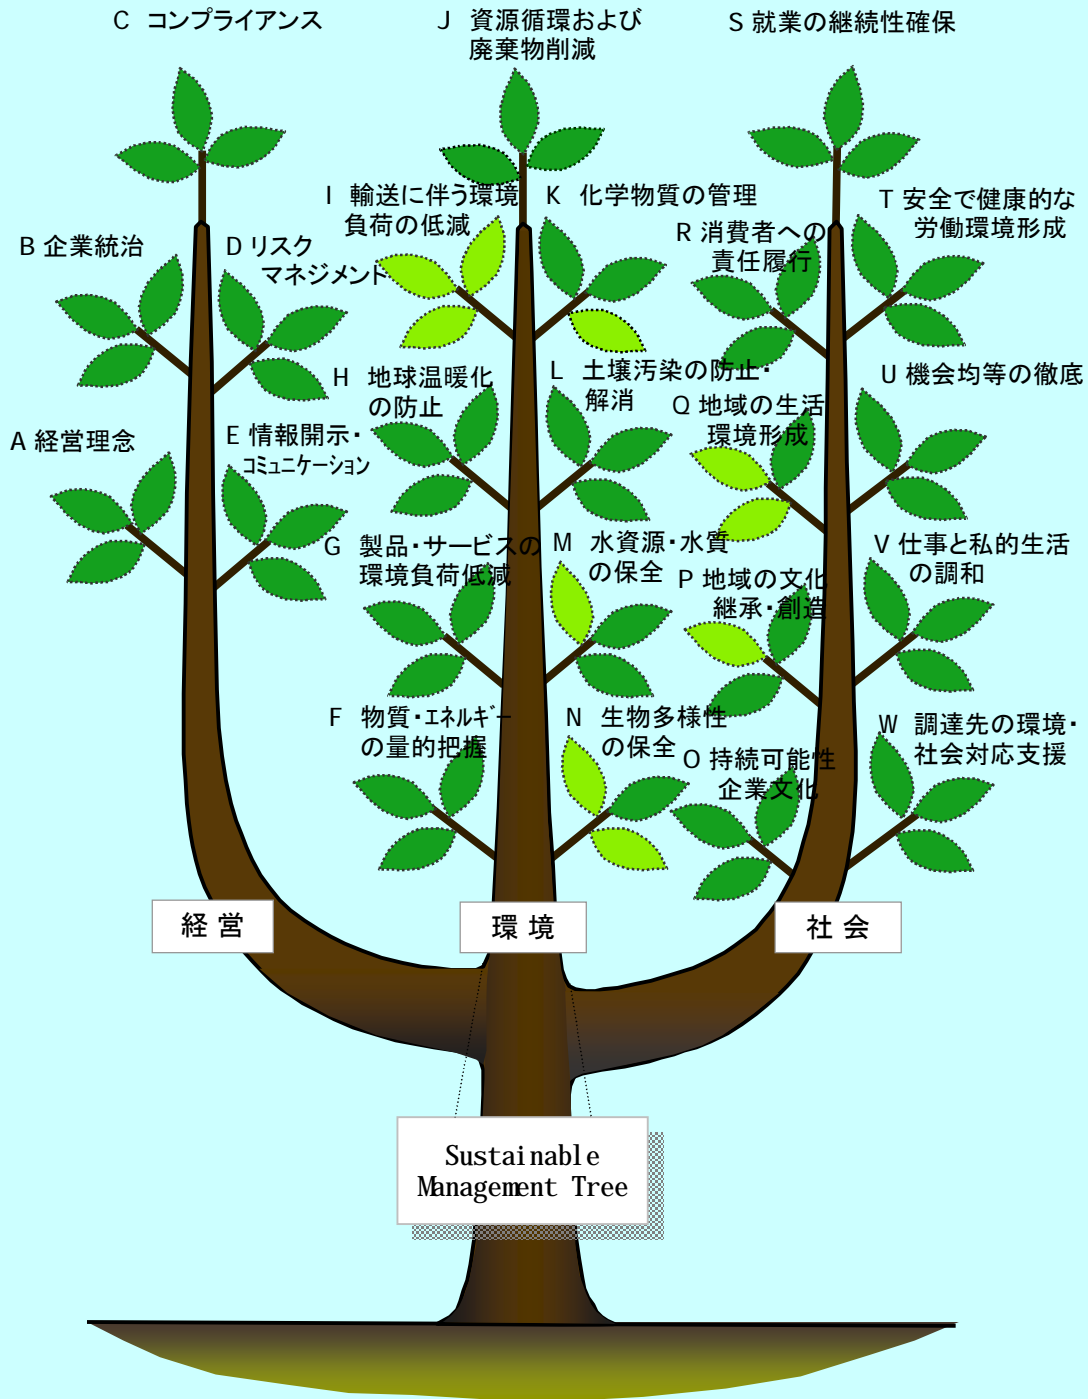 C コンプライアンス
J 資源循環および
廃棄物削減
S 就業の継続性確保
I 輸送に伴う環境
負荷の低減
K 化学物質の管理
T 安全で健康的な
労働環境形成
R 消費者への
責任履行
B 企業統治
D リスク
マネジメント
H 地球温暖化
の防止
L 土壌汚染の防止・
解消
U 機会均等の徹底
Q 地域の生活
環境形成
A 経営理念
E 情報開示・
コミュニケーション
G 製品・サービスの
環境負荷低減
M 水資源・水質
の保全
V 仕事と私的生活
の調和
P 地域の文化
継承・創造
F 物質・エネルギー
の量的把握
N 生物多様性
の保全
W 調達先の環境・
社会対応支援
O 持続可能性
企業文化
経 営
環 境
社 会
Sustainable
Management Tree